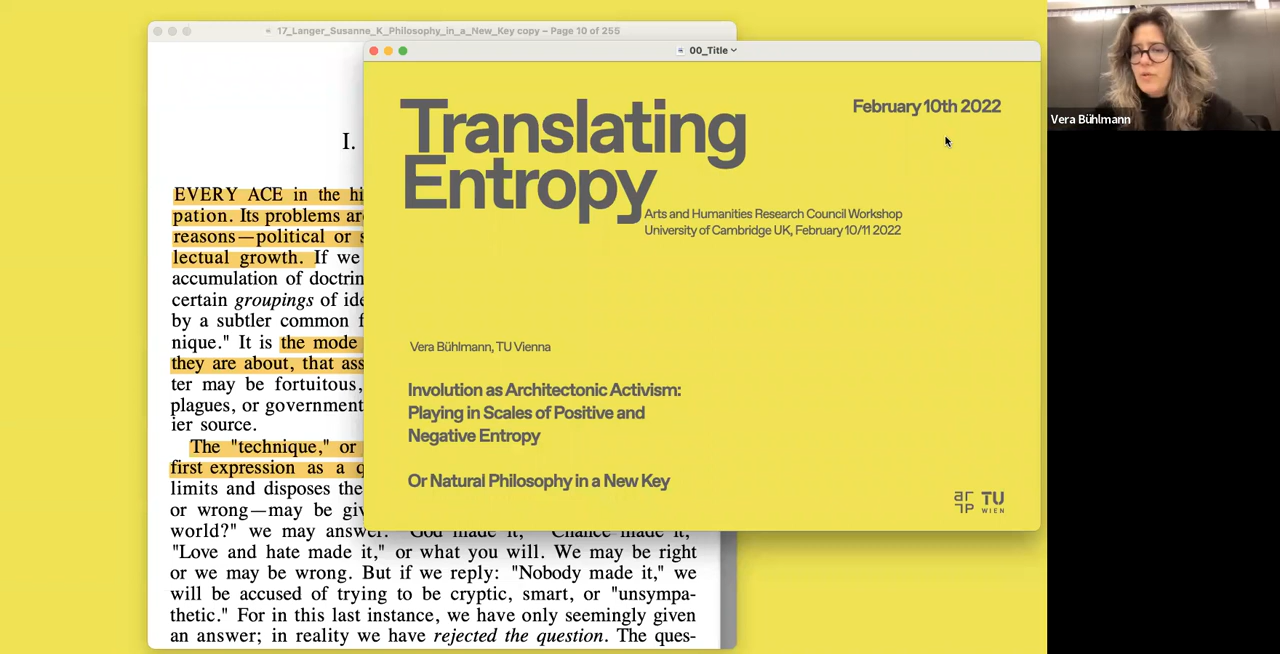 17_Langer_Susanne_K_Philosophy_in_a_New_Key copy – Page 10 of 255
00_Title
Translating
Entropy
February 10th 2022
Arts and Humanities Research Council Workshop
University of Cambridge UK, February 10/11 2022
Vera Bühlmann, TU Vienna
Involution as Architectonic Activism:
Playing in Scales of Positive and
Negative Entropy
Or Natural Philosophy in a New Key
TU
WIEN
Vera Bühlmann
I.
EVERY ACE in the hi
pation. Its problems ar
reasons—political or s
lectual growth. If we
accumulation of doctrin
certain groupings of ide
by a subtler common f
nique." It is the mode
they are about, that ass
ter may be fortuitous,
plagues, or government
ier source.
The "technique," or
first expression as a q
limits and disposes the
or wrong—may be giv
world?" we may answer: "God made it," "Chance made it,"
"Love and hate made it," or what you will. We may be right
or we may be wrong. But if we reply: "Nobody made it," we
will be accused of trying to be cryptic, smart, or "unsympa-
thetic." For in this last instance, we have only seemingly given
an answer; in reality we have rejected the question. The ques-